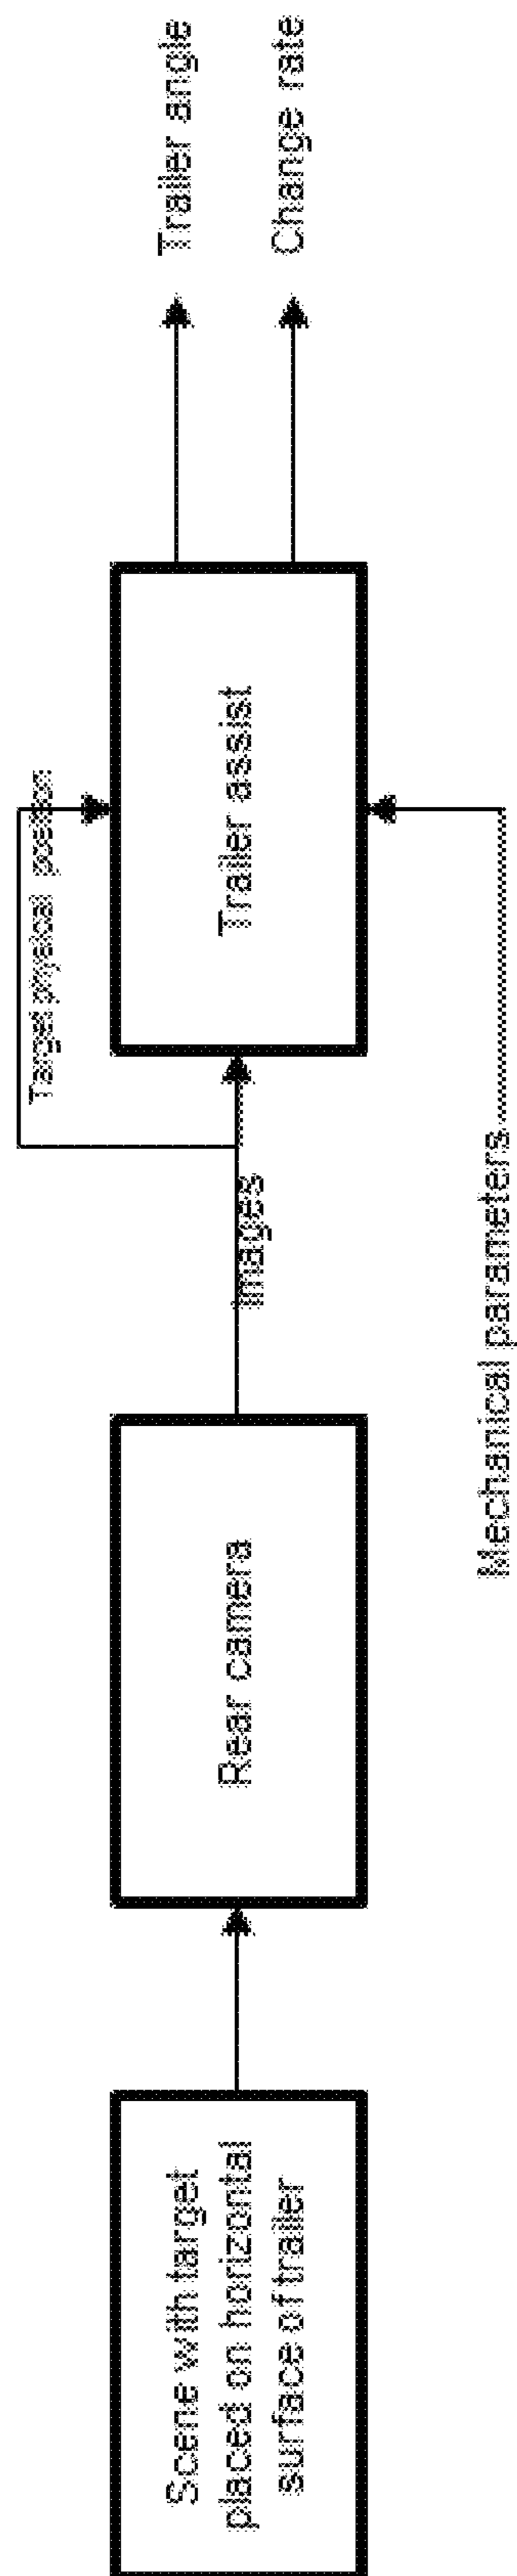 Scene with target
placed on horizontal
surface of trailer
Rear camera
Images
Target physical position
Trailer assist
Mechanical parameters
Trailer angle
Change rate